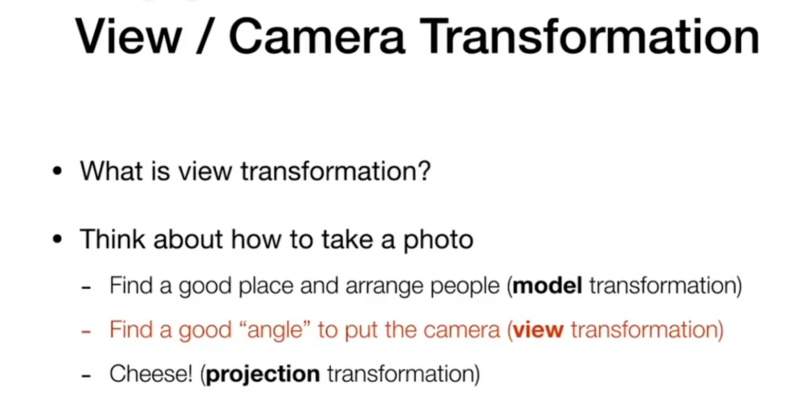 View / Camera Transformation
• What is view transformation?
• Think about how to take a photo
- Find a good place and arrange people (model transformation)
- Find a good “angle” to put the camera (view transformation)
- Cheese! (projection transformation)